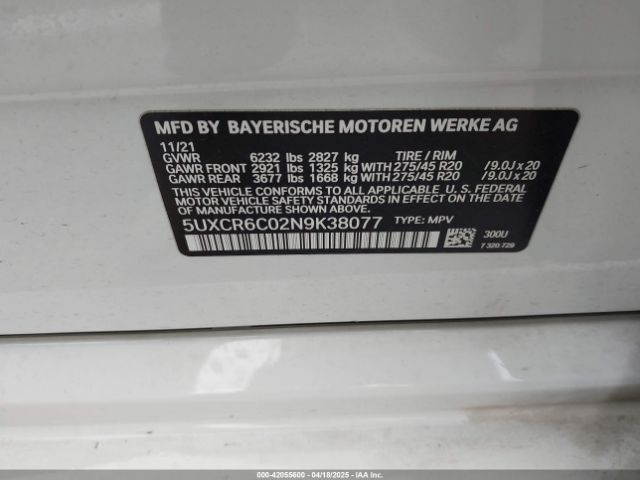 MFD BY BAYERISCHE MOTOREN WERKE AG
11/21
GVWR 6232 lbs 2827 kg TIRE / RIM
GAWR FRONT 2921 lbs 1325 kg WITH 275/45 R20 / 9.0J x 20
GAWR REAR 3677 lbs 1668 kg WITH 275/45 R20 / 9.0J x 20
THIS VEHICLE CONFORMS TO ALL APPLICABLE U. S. FEDERAL
MOTOR VEHICLE SAFETY STANDARDS IN EFFECT ON THE
DATE OF MANUFACTURE SHOWN ABOVE.
5UXCR6C02N9K38077 TYPE: MPV
300U
7 320 729
000-42055600 - 04/18/2025 - IAAI.COM